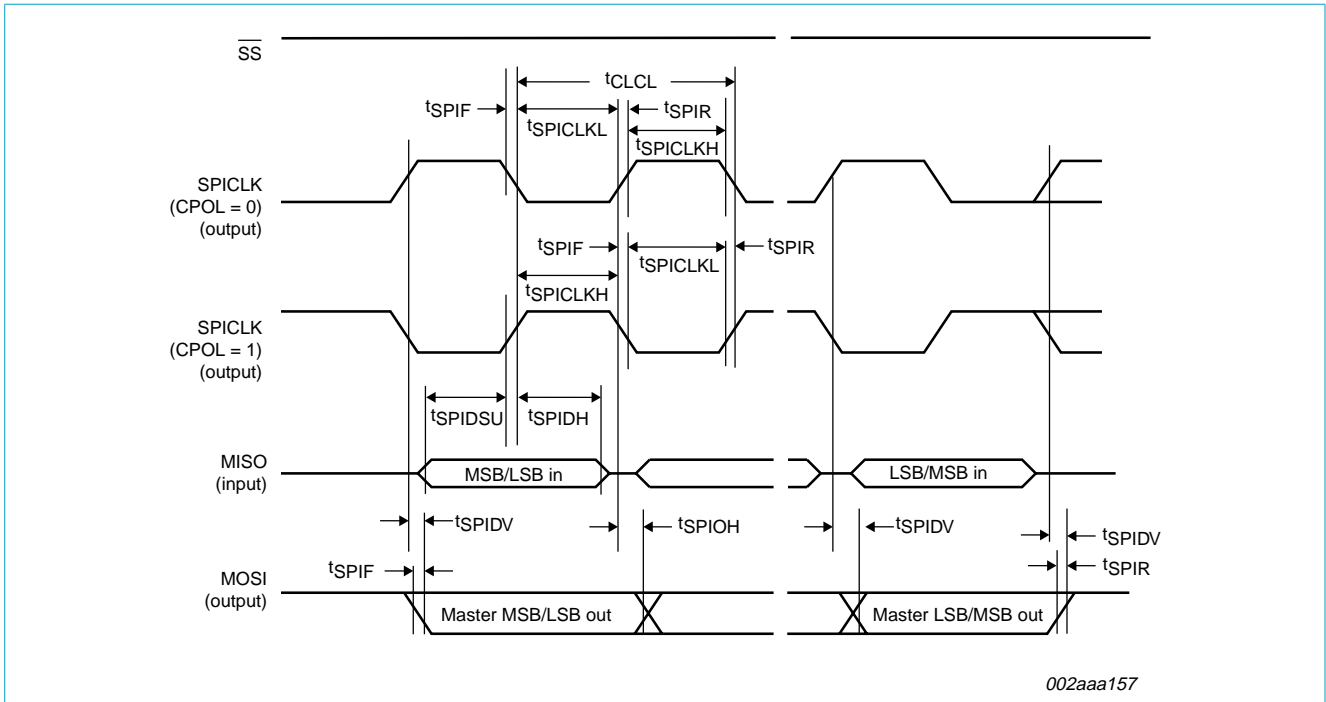 SS
tCLCL
tSPIF
tSPICLKL
tSPIR
tSPICLKH
SPICLK
(CPOL = 0)
(output)
tSPIF
tSPICLKL
tSPIR
tSPICLKH
SPICLK
(CPOL = 1)
(output)
tSPIDSU
tSPIDH
MISO
(input)
MSB/LSB in
LSB/MSB in
tSPIDV
tSPIOH
tSPIDV
tSPIDV
tSPIF
tSPIR
MOSI
(output)
Master MSB/LSB out
Master LSB/MSB out
002aaa157